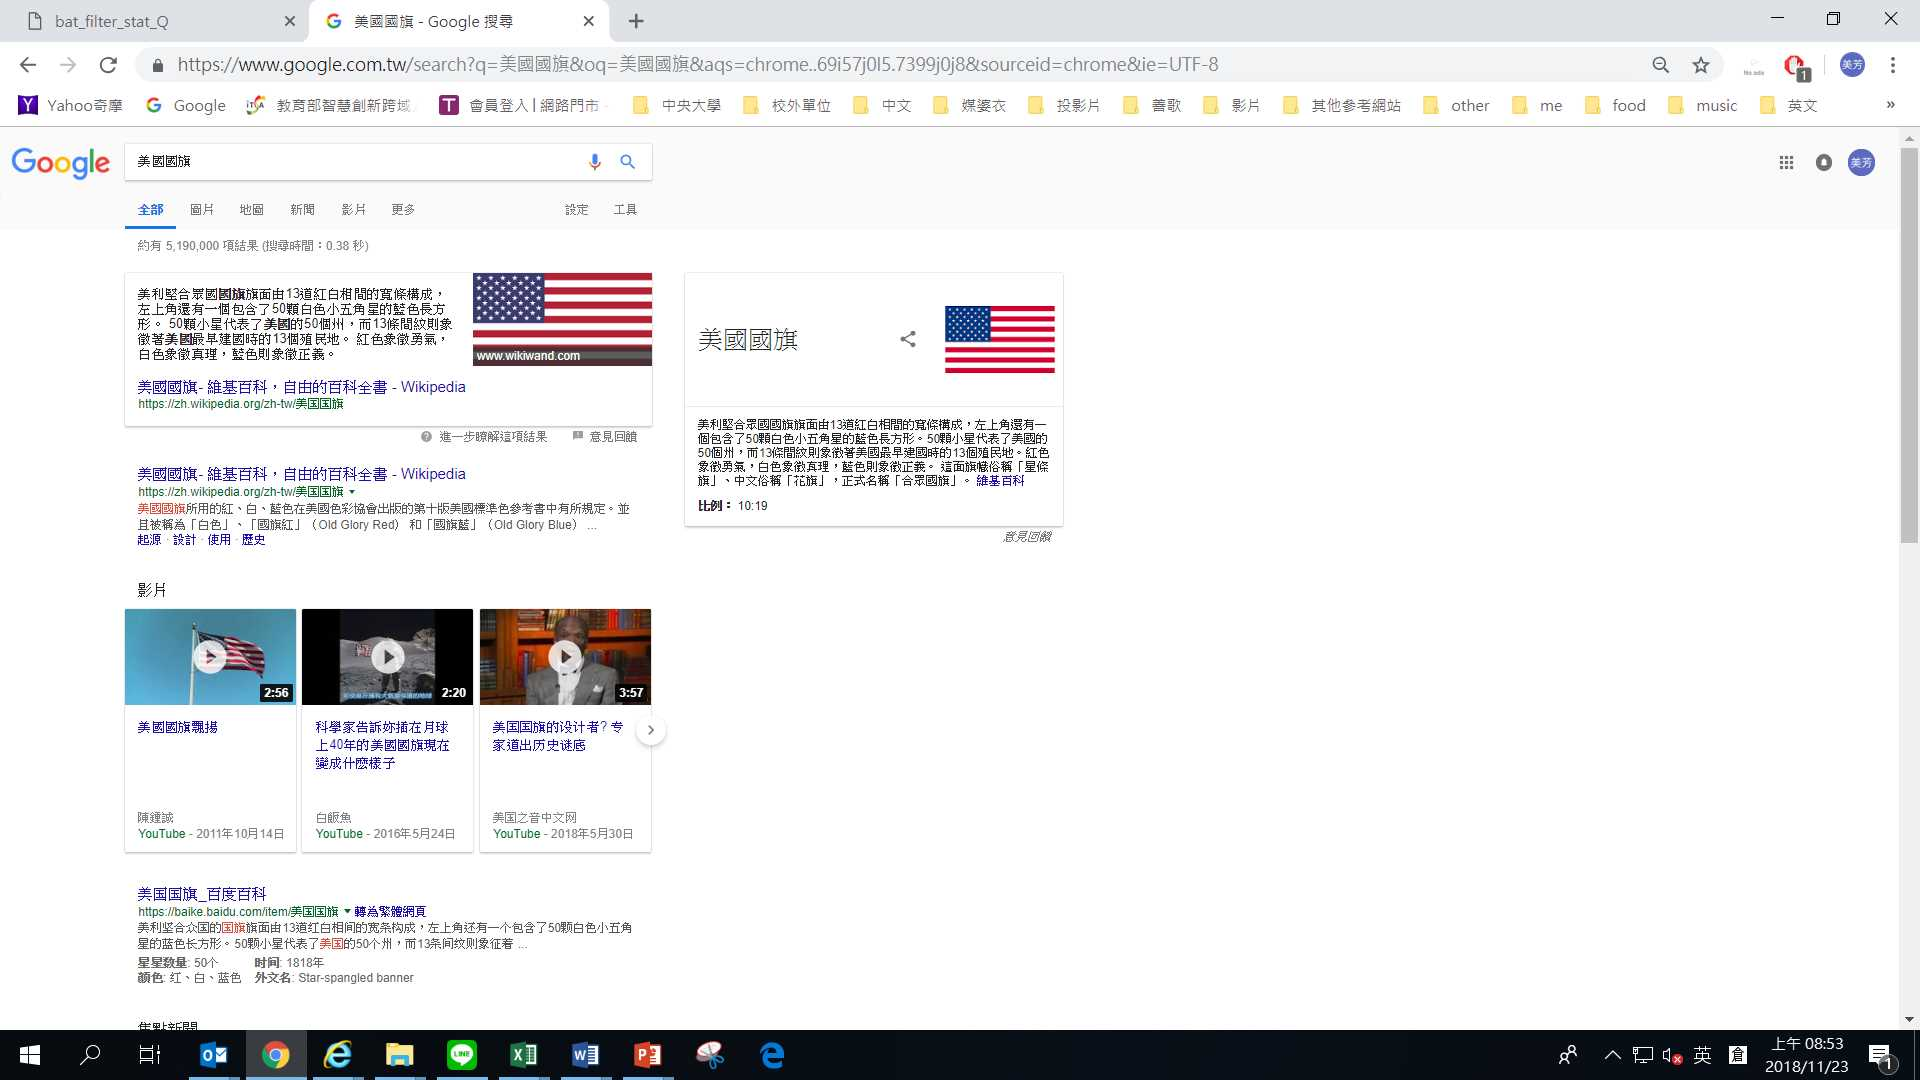 bat_filter_stat_Q
美國國旗 - Google 搜尋
https://www.google.com.tw/search?q=美國國旗&oq=美國國旗&aqs=chrome..69i57j0l5.7399j0j8&sourceid=chrome&ie=UTF-8
1
美芳
Yahoo奇摩
Google
教育部智慧創新跨域
會員登入 | 網路門市
中央大學
校外單位
中文
媒婆衣
投影片
善歌
影片
其他參考網站
other
me
food
music
英文
»
Google
美國國旗
美芳
全部
圖片
地圖
新聞
影片
更多
設定
工具
約有 5,190,000 項結果 (搜尋時間:0.38 秒)
美利堅合眾國國旗旗面由13道紅白相間的寬條構成,
左上角還有一個包含了50顆白色小五角星的藍色長方
形。 50顆小星代表了美國的50個州,而13條間紋則象
徵著美國最早建國時的13個殖民地。 紅色象徵勇氣,
白色象徵真理,藍色則象徵正義。
www.wikiwand.com
美國國旗- 維基百科,自由的百科全書 - Wikipedia
https://zh.wikipedia.org/zh-tw/美国国旗
進一步瞭解這項結果
意見回饋
美國國旗- 維基百科,自由的百科全書 - Wikipedia
https://zh.wikipedia.org/zh-tw/美国国旗
美國國旗所用的紅、白、藍色在美國色彩協會出版的第十版美國標準色參考書中有所規定。並
且被稱為「白色」、「國旗紅」(Old Glory Red) 和「國旗藍」(Old Glory Blue) ...
起源 · 設計 · 使用 · 歷史
影片
2:56
2:20
3:57
美國國旗飄揚
陳鍾誠
YouTube - 2011年10月14日
科學家告訴妳插在月球
上40年的美國國旗現在
變成什麼樣子
白飯魚
YouTube - 2016年5月24日
美国国旗的设计者? 专
家道出历史谜底
美国之音中文网
YouTube - 2018年5月30日
美国国旗_百度百科
https://baike.baidu.com/item/美国国旗 轉為繁體網頁
美利坚合众国的国旗旗面由13道红白相间的宽条构成,左上角还有一个包含了50颗白色小五角
星的蓝色长方形。50颗小星代表了美国的50个州,而13条间纹则象征着 ...
星星数量: 50个 时间: 1818年
颜色: 红、白、蓝色 外文名: Star-spangled banner
焦點新聞
美國國旗
美利堅合眾國國旗旗面由13道紅白相間的寬條構成,左上角還有一
個包含了50顆白色小五角星的藍色長方形。50顆小星代表了美國的
50個州,而13條間紋則象徵著美國最早建國時的13個殖民地。紅色
象徵勇氣,白色象徵真理,藍色則象徵正義。 這面旗幟俗稱「星條
旗」、中文俗稱「花旗」,正式名稱「合眾國旗」。 維基百科
比例: 10:19
意見回饋
英
倉
上午 08:53
2018/11/23
1